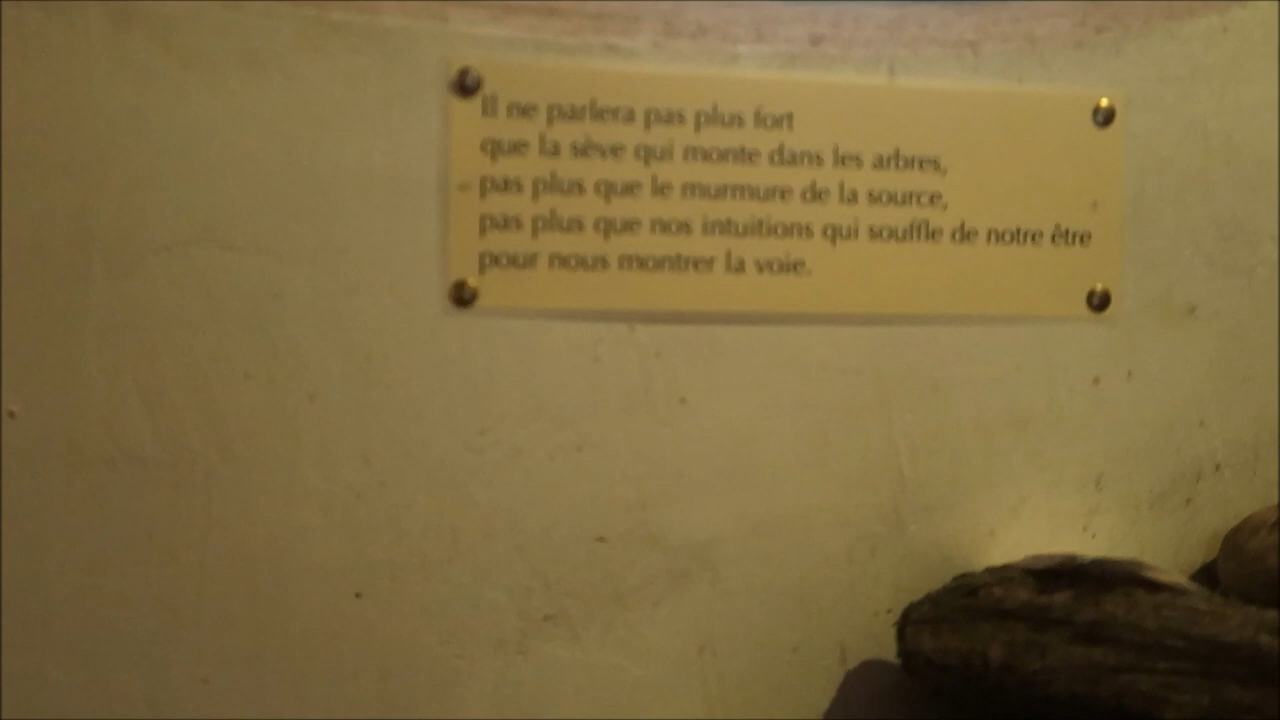 Il ne parlera pas plus fort
que la sève qui monte dans les arbres,
pas plus que le murmure de la source,
pas plus que nos intuitions qui souffle de notre être
pour nous montrer la voie.